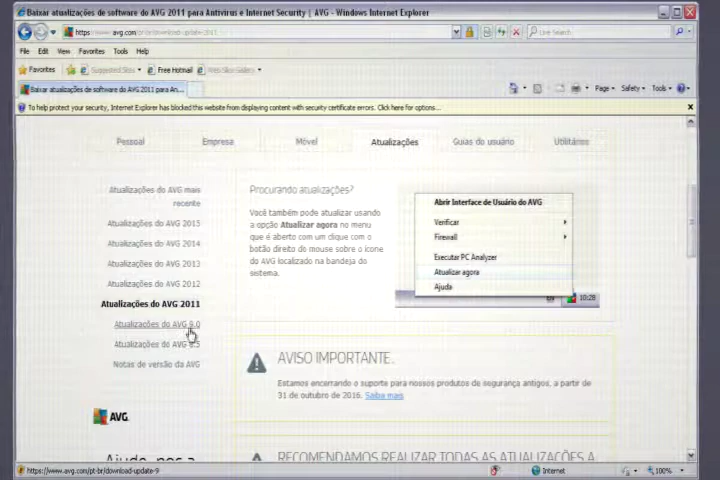 Baixar atualizações de software do AVG 2011 para Antivirus e Internet Security | AVG - Windows Internet Explorer
https://www.avg.com/br-br/download-update-2011
Live Search
File Edit View Favorites Tools Help
Favorites Suggested Sites Free Hotmail Web Slice Gallery
Baixar atualizações de software do AVG 2011 para An...
Page Safety Tools
To help protect your security, Internet Explorer has blocked this website from displaying content with security certificate errors. Click here for options...
Pessoal Empresa Móvel Atualizações Guias do usuário Utilitários
Atualizações do AVG mais
recente
Atualizações do AVG 2015
Atualizações do AVG 2014
Atualizações do AVG 2013
Atualizações do AVG 2012
Atualizações do AVG 2011
Atualizações do AVG 9.0
Atualizações do AVG 8.5
Notas de versão da AVG
Procurando atualizações?
Você também pode atualizar usando
a opção Atualizar agora no menu
que é aberto com um clique com o
botão direito do mouse sobre o ícone
do AVG localizado na bandeja do
sistema.
Abrir Interface de Usuário do AVG
Verificar
Firewall
Executar PC Analyzer
Atualizar agora
Ajuda
EN 10:28
AVISO IMPORTANTE.
Estamos encerrando o suporte para nossos produtos de segurança antigos, a partir de
31 de outubro de 2016. Saiba mais
AVG.
Ajude-nos a
RECOMENDAMOS REALIZAR TODAS AS ATUALIZAÇÕES A
https://www.avg.com/pt-br/download-update-9
Internet
100%